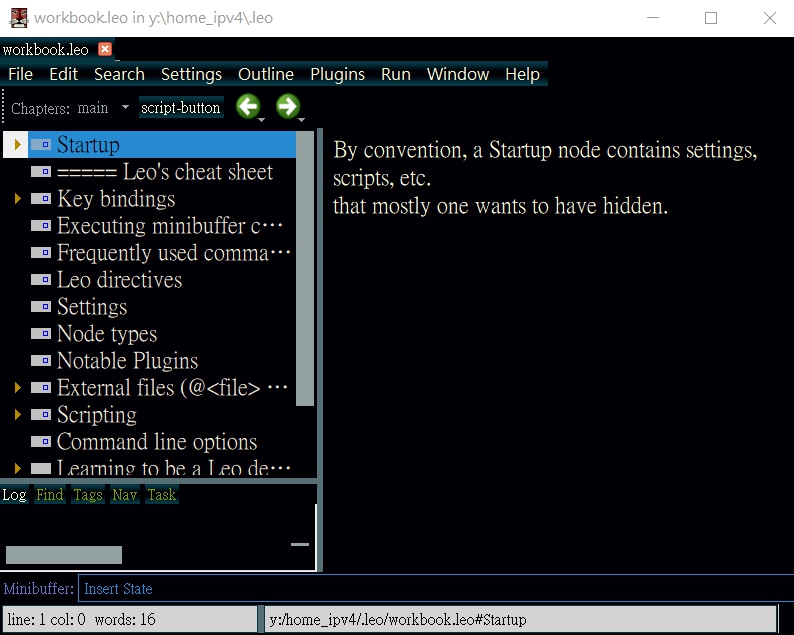 workbook.leo in y:\home_ipv4\.leo
workbook.leo
File Edit Search Settings Outline Plugins Run Window Help
Chapters: main script-button
Startup
===== Leo's cheat sheet
Key bindings
Executing minibuffer c···
Frequently used comma···
Leo directives
Settings
Node types
Notable Plugins
External files (@<file> ···
Scripting
Command line options
Learning to be a Leo de···
By convention, a Startup node contains settings,
scripts, etc.
that mostly one wants to have hidden.
Log Find Tags Nav Task
Minibuffer: Insert State
line: 1 col: 0 words: 16
y:/home_ipv4/.leo/workbook.leo#Startup